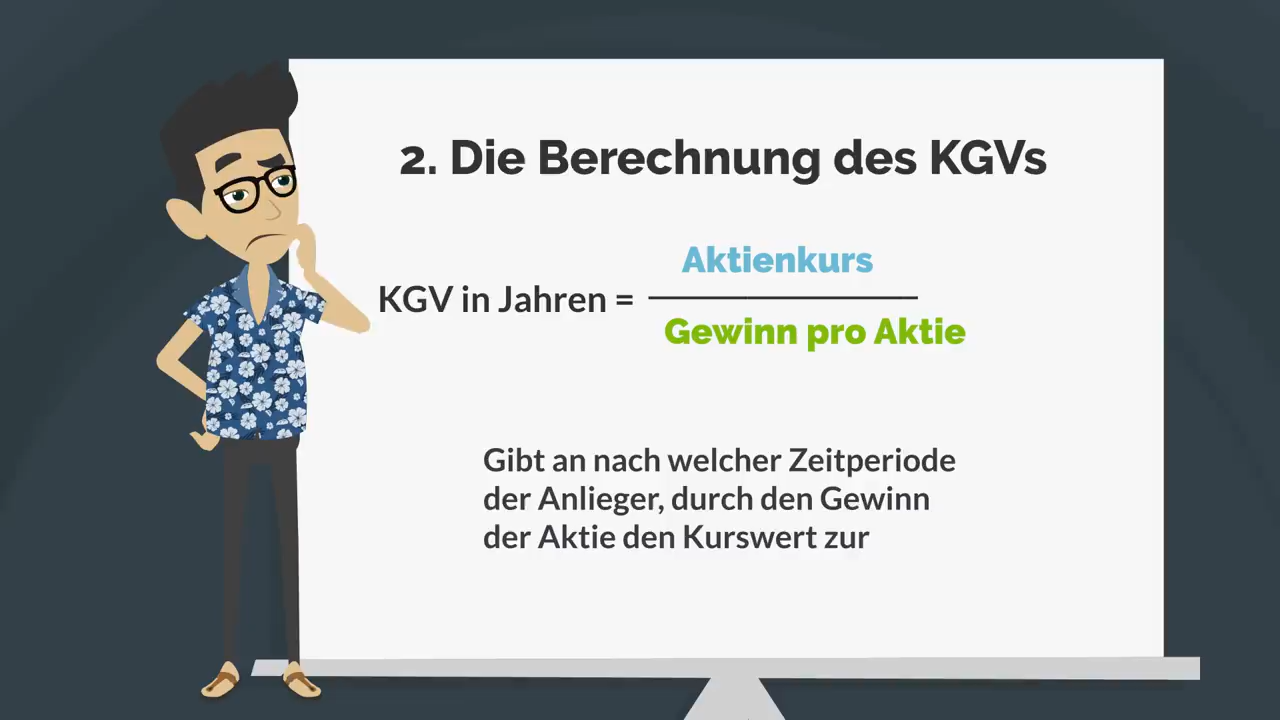 2. Die Berechnung des KGVs
Aktienkurs
KGV in Jahren =
Gewinn pro Aktie
Gibt an nach welcher Zeitperiode
der Anlieger, durch den Gewinn
der Aktie den Kurswert zur